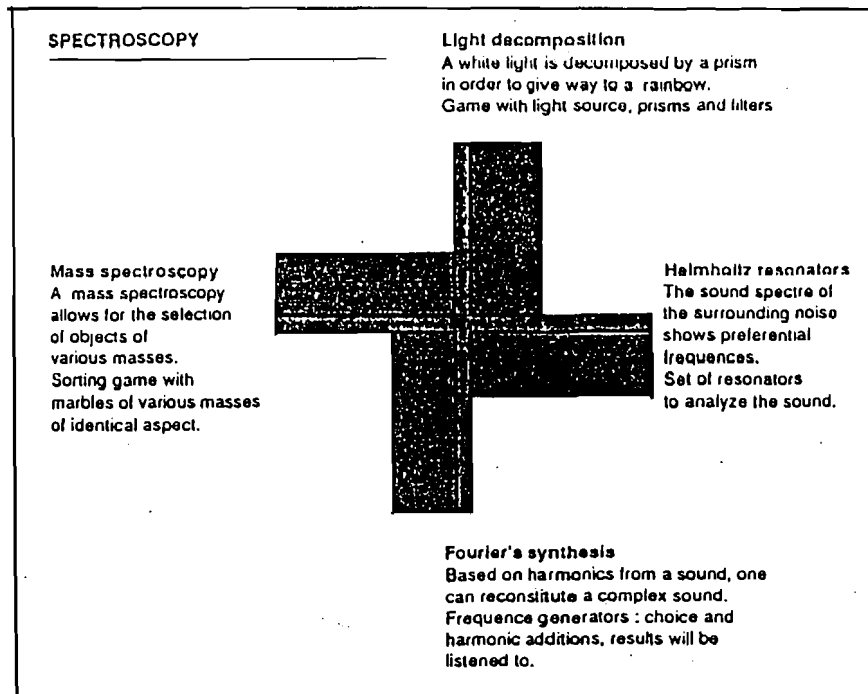 SPECTROSCOPY
Light decomposition
A white light is decomposed by a prism
in order to give way to a rainbow.
Game with light source, prisms and filters
Mass spectroscopy
A mass spectroscopy
allows for the selection
of objects of
various masses.
Sorting game with
marbles of various masses
of identical aspect.
Helmholtz resonators
The sound spectre of
the surrounding noise
shows preferential
frequences.
Set of resonators
to analyze the sound.
Fourier's synthesis
Based on harmonics from a sound, one
can reconstitute a complex sound.
Frequence generators : choice and
harmonic additions, results will be
listened to.